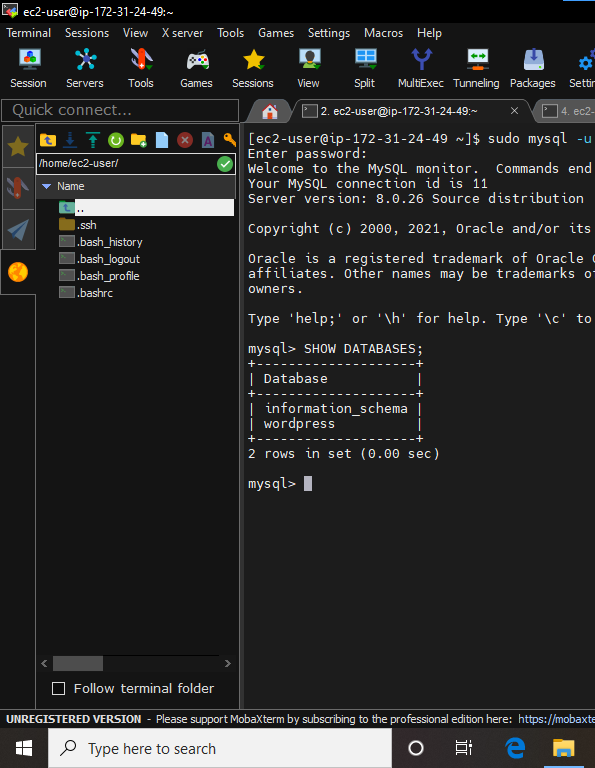 ec2-user@ip-172-31-24-49:~
Terminal Sessions View X server Tools Games Settings Macros Help
Session Servers Tools Games Sessions View Split MultiExec Tunneling Packages
Quick connect...
2. ec2-user@ip-172-31-24-49:~
4. ec2-
/home/ec2-user/
Name
..
.ssh
.bash_history
.bash_logout
.bash_profile
.bashrc
Follow terminal folder
[ec2-user@ip-172-31-24-49 ~]$ sudo mysql -u
Enter password:
Welcome to the MySQL monitor.  Commands end
Your MySQL connection id is 11
Server version: 8.0.26 Source distribution
Copyright (c) 2000, 2021, Oracle and/or its
Oracle is a registered trademark of Oracle
affiliates. Other names may be trademarks of
owners.
Type 'help;' or '\h' for help. Type '\c' to
mysql> SHOW DATABASES;
+--------------------+
| Database           |
+--------------------+
| information_schema |
| wordpress          |
+--------------------+
2 rows in set (0.00 sec)
mysql>
UNREGISTERED VERSION - Please support MobaXterm by subscribing to the professional edition here: https://mobaxte
Type here to search